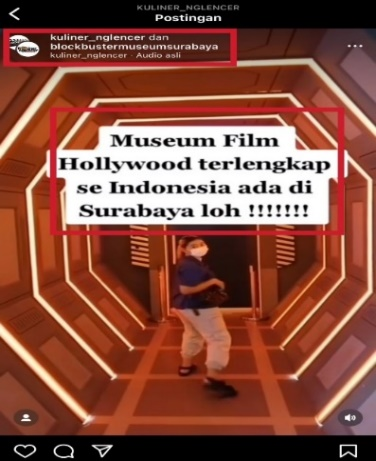 KULINER_NGLENCER
Postingan
kuliner_nglencer dan
blockbustermuseumsurabaya
kuliner_nglencer · Audio asli
Museum Film
Hollywood terlengkap
se Indonesia ada di
Surabaya loh !!!!!!!